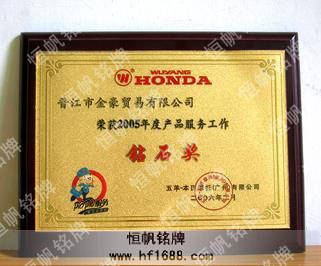 WUYANG
HONDA
晋江市金豪贸易有限公司
荣获2005年度产品服务工作
钻石奖
五羊-本田摩托(广州)有限公司
二〇〇六年二月
恒帆铭牌
www.hf1688.com